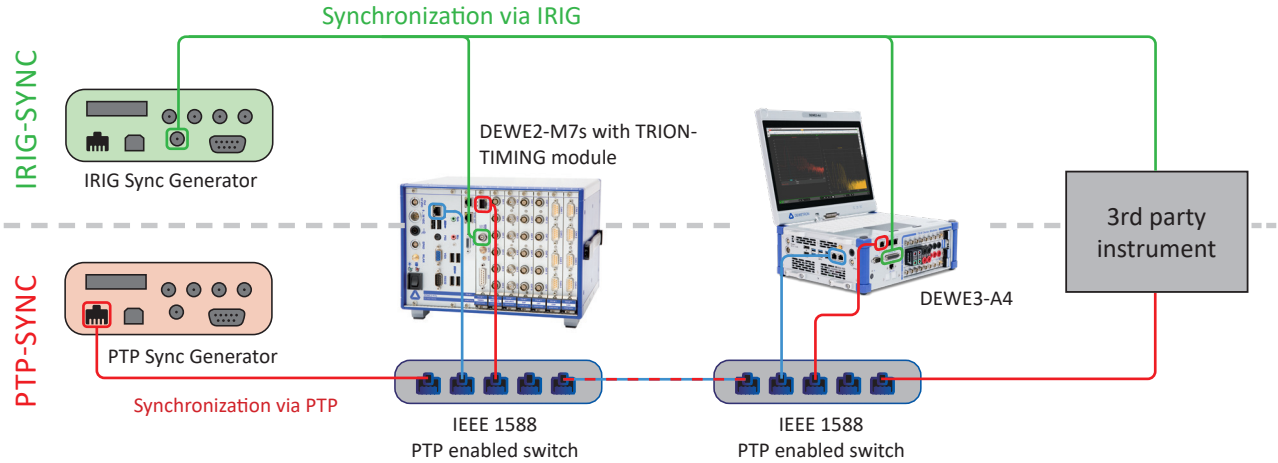 Synchronization via IRIG
IRIG-SYNC
IRIG Sync Generator
DEWE2-M7s with TRION-
TIMING module
3rd party
instrument
DEWE3-A4
PTP-SYNC
PTP Sync Generator
Synchronization via PTP
IEEE 1588
PTP enabled switch
IEEE 1588
PTP enabled switch